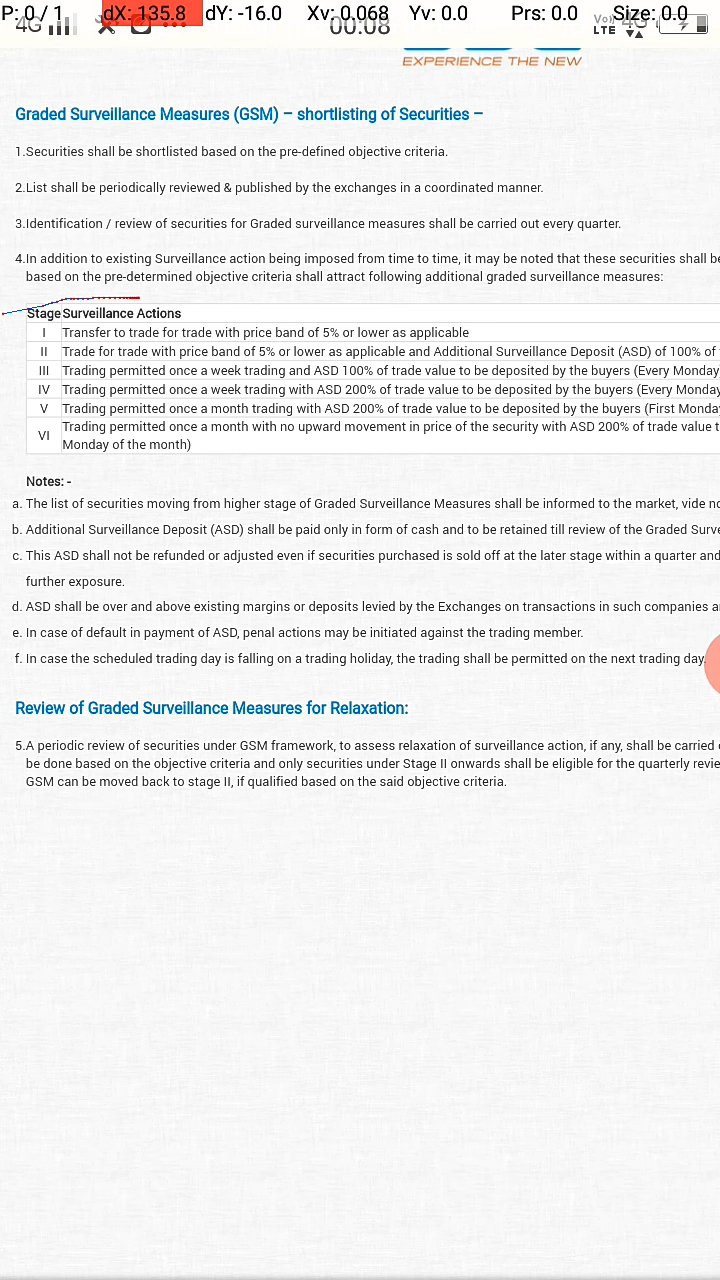 P: 0 / 1 dX: 135.8 dY: -16.0 Xv: 0.068 Yv: 0.0 Prs: 0.0 Size: 0.0
4G 00:08 Vo) LTE 4G
EXPERIENCE THE NEW
Graded Surveillance Measures (GSM) – shortlisting of Securities –
1.Securities shall be shortlisted based on the pre-defined objective criteria.
2.List shall be periodically reviewed & published by the exchanges in a coordinated manner.
3.Identification / review of securities for Graded surveillance measures shall be carried out every quarter.
4.In addition to existing Surveillance action being imposed from time to time, it may be noted that these securities shall be
based on the pre-determined objective criteria shall attract following additional graded surveillance measures:
Stage Surveillance Actions
I Transfer to trade for trade with price band of 5% or lower as applicable
II Trade for trade with price band of 5% or lower as applicable and Additional Surveillance Deposit (ASD) of 100% of
III Trading permitted once a week trading and ASD 100% of trade value to be deposited by the buyers (Every Monday
IV Trading permitted once a week trading with ASD 200% of trade value to be deposited by the buyers (Every Monday
V Trading permitted once a month trading with ASD 200% of trade value to be deposited by the buyers (First Monday
VI Trading permitted once a month with no upward movement in price of the security with ASD 200% of trade value t
Monday of the month)
Notes: -
a. The list of securities moving from higher stage of Graded Surveillance Measures shall be informed to the market, vide no
b. Additional Surveillance Deposit (ASD) shall be paid only in form of cash and to be retained till review of the Graded Surve
c. This ASD shall not be refunded or adjusted even if securities purchased is sold off at the later stage within a quarter and
further exposure.
d. ASD shall be over and above existing margins or deposits levied by the Exchanges on transactions in such companies a
e. In case of default in payment of ASD, penal actions may be initiated against the trading member.
f. In case the scheduled trading day is falling on a trading holiday, the trading shall be permitted on the next trading day.
Review of Graded Surveillance Measures for Relaxation:
5.A periodic review of securities under GSM framework, to assess relaxation of surveillance action, if any, shall be carried
be done based on the objective criteria and only securities under Stage II onwards shall be eligible for the quarterly revie
GSM can be moved back to stage II, if qualified based on the said objective criteria.